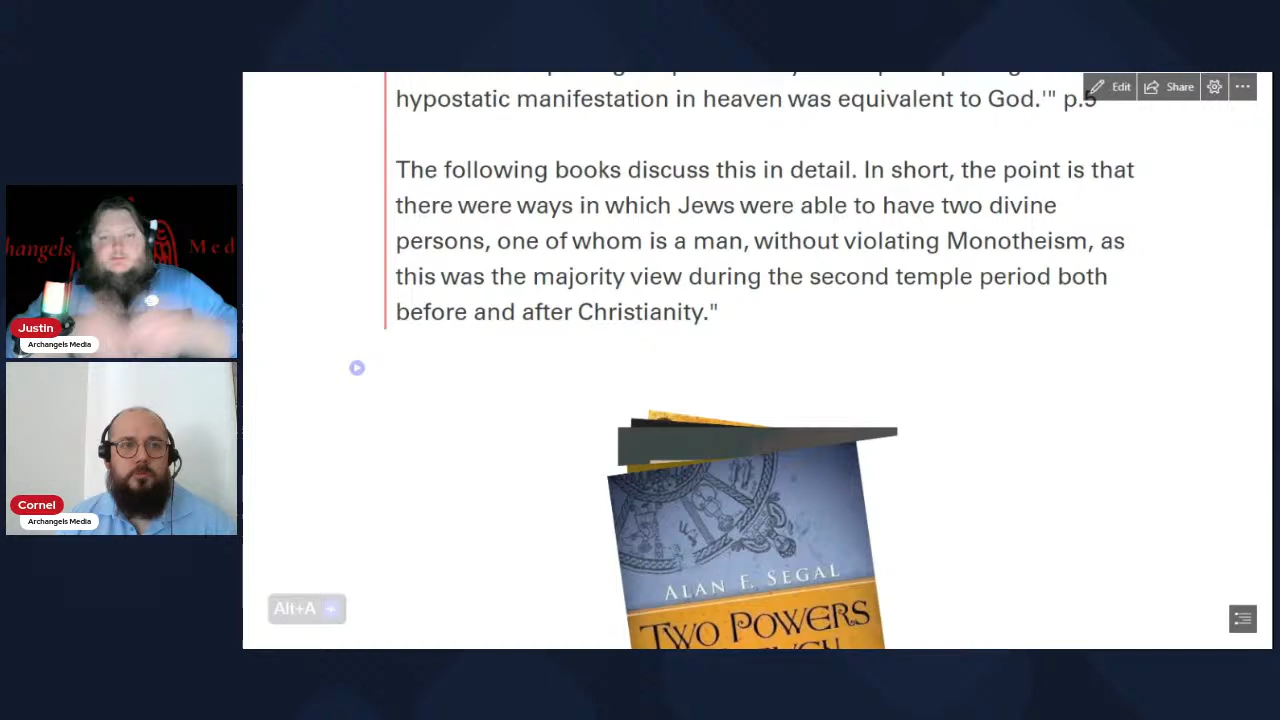 hypostatic manifestation in heaven was equivalent to God.'" p.5
Edit
Share
The following books discuss this in detail. In short, the point is that
there were ways in which Jews were able to have two divine
persons, one of whom is a man, without violating Monotheism, as
this was the majority view during the second temple period both
before and after Christianity."
hangels
Med
Justin
Archangels Media
Cornel
Archangels Media
Alt+A
ALAN F. SEGAL
TWO POWERS